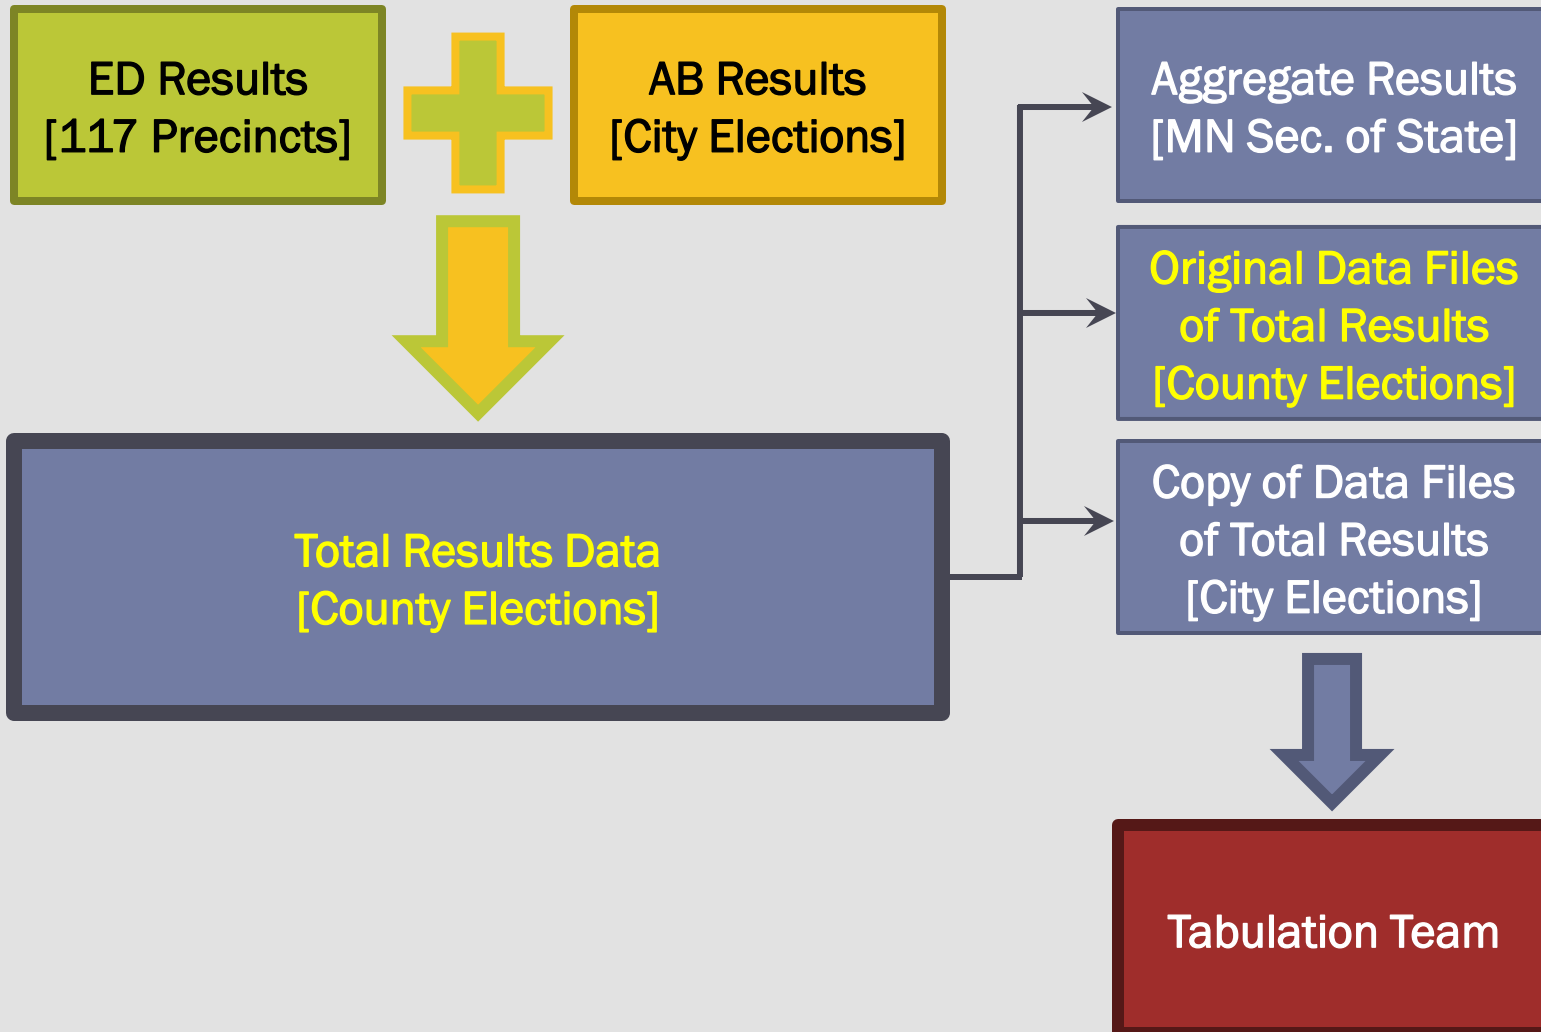 ED Results
[117 Precincts]
AB Results
[City Elections]
Total Results Data
[County Elections]
Aggregate Results
[MN Sec. of State]
Original Data Files
of Total Results
[County Elections]
Copy of Data Files
of Total Results
[City Elections]
Tabulation Team